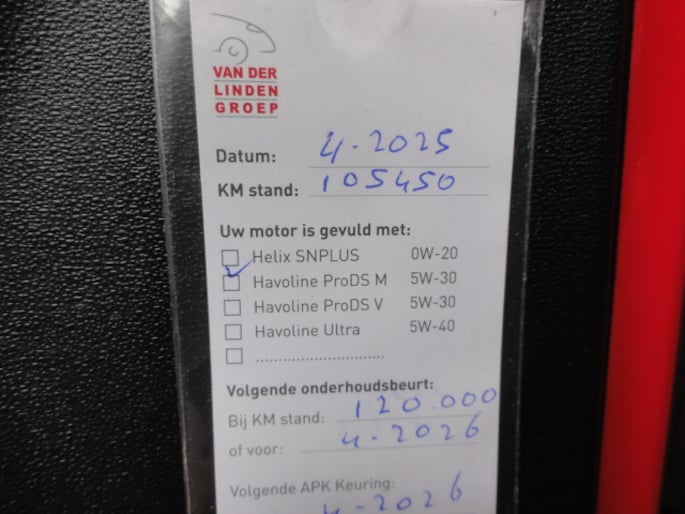 VAN DER
LINDEN
GROEP
Datum: 4-2025
KM stand: 105450
Uw motor is gevuld met:
Helix SNPLUS 0W-20
Havoline ProDS M 5W-30
Havoline ProDS V 5W-30
Havoline Ultra 5W-40
................................
Volgende onderhoudsbeurt:
Bij KM stand: 120.000
of voor: 4-2026
Volgende APK Keuring:
4-2026